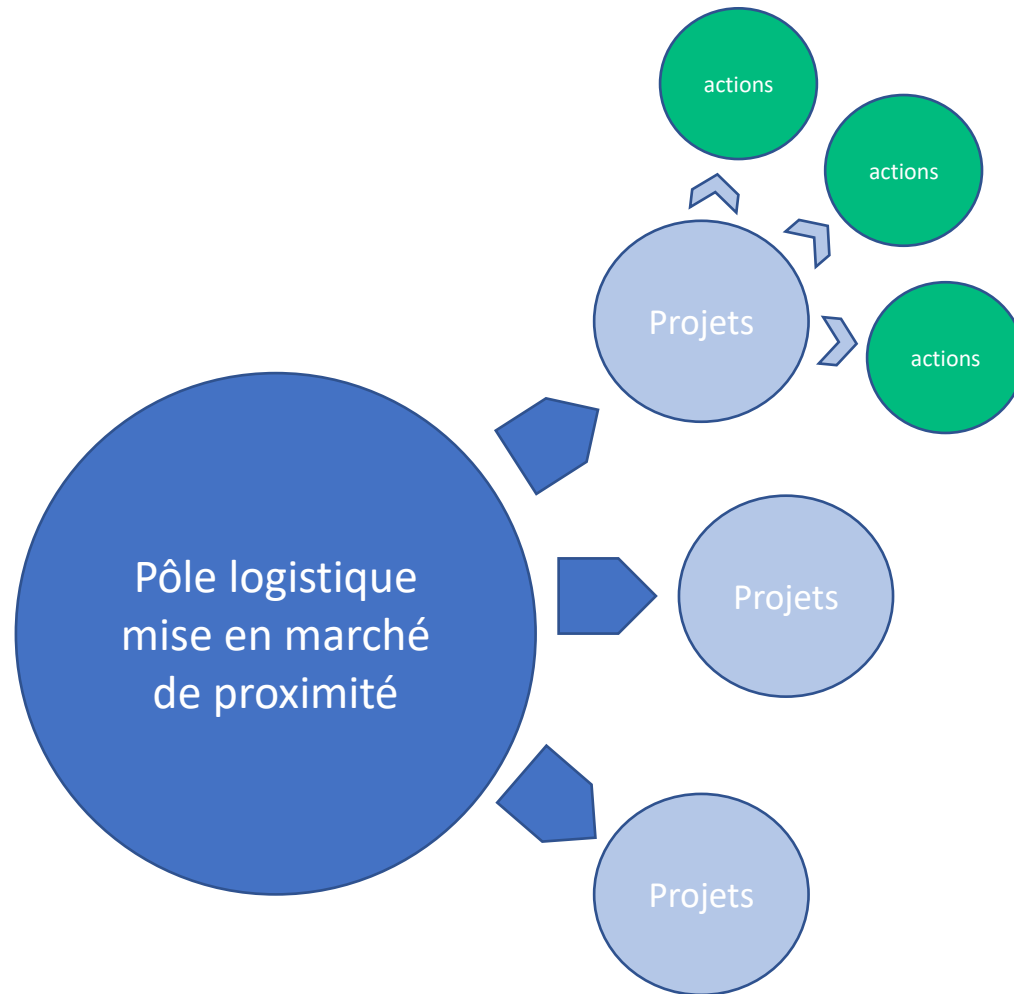 actions
actions
Projets
actions
Pôle logistique
mise en marché
de proximité
Projets
Projets